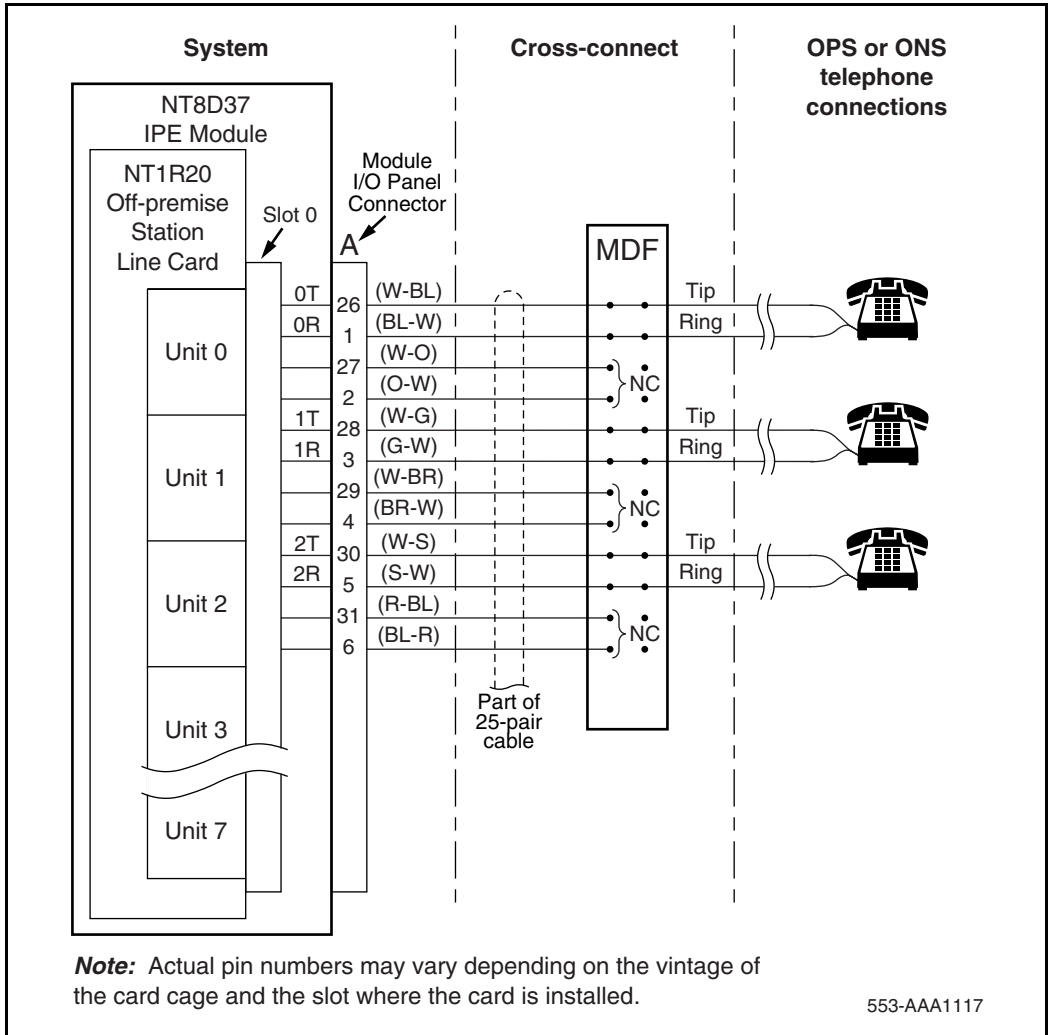 System
Cross-connect
OPS or ONS
telephone
connections
NT8D37
IPE Module
NT1R20
Off-premise
Station
Line Card
Slot 0
Module
I/O Panel
Connector
A
MDF
Unit 0
Unit 1
Unit 2
Unit 3
Unit 7
0T 26 (W-BL) Tip
0R 1 (BL-W) Ring
27 (W-O)
2 (O-W) NC
1T 28 (W-G) Tip
1R 3 (G-W) Ring
29 (W-BR)
4 (BR-W) NC
2T 30 (W-S) Tip
2R 5 (S-W) Ring
31 (R-BL)
6 (BL-R) NC
Part of
25-pair
cable
Note: Actual pin numbers may vary depending on the vintage of
the card cage and the slot where the card is installed.
553-AAA1117